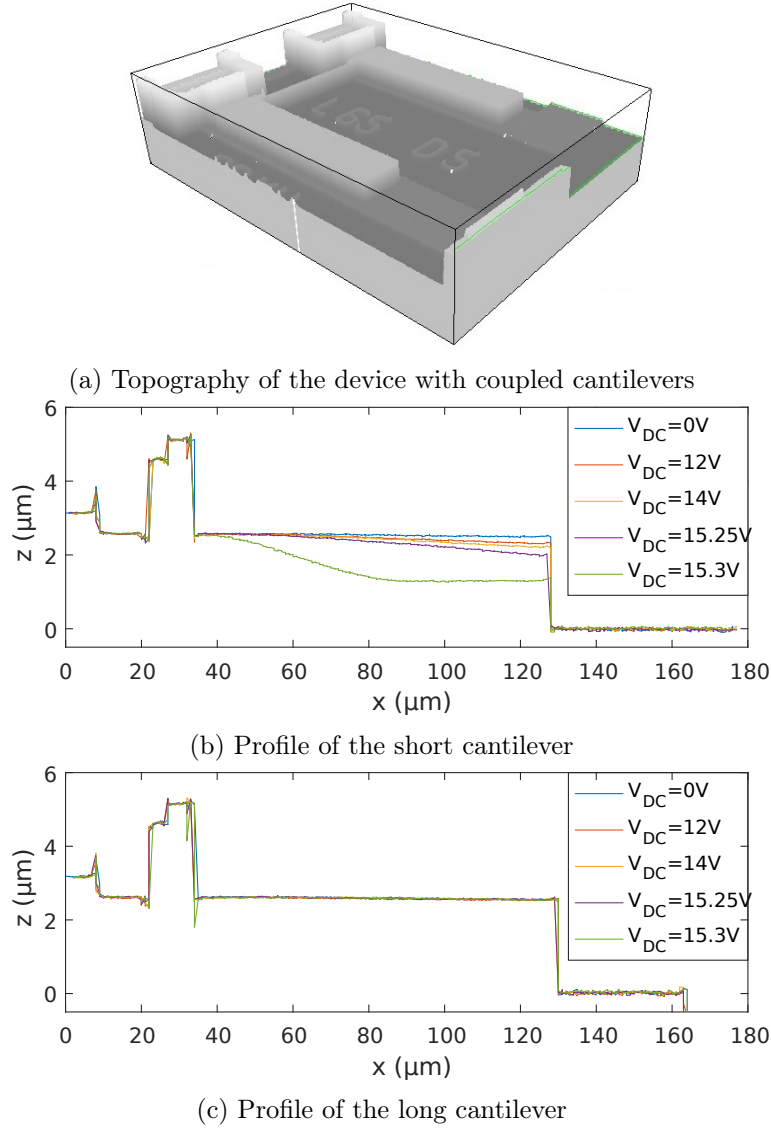 L65 D5
(a) Topography of the device with coupled cantilevers
6
4
2
0
z (μm)
V_DC=0V
V_DC=12V
V_DC=14V
V_DC=15.25V
V_DC=15.3V
0 20 40 60 80 100 120 140 160 180
x (μm)
(b) Profile of the short cantilever
6
4
2
0
z (μm)
V_DC=0V
V_DC=12V
V_DC=14V
V_DC=15.25V
V_DC=15.3V
0 20 40 60 80 100 120 140 160 180
x (μm)
(c) Profile of the long cantilever